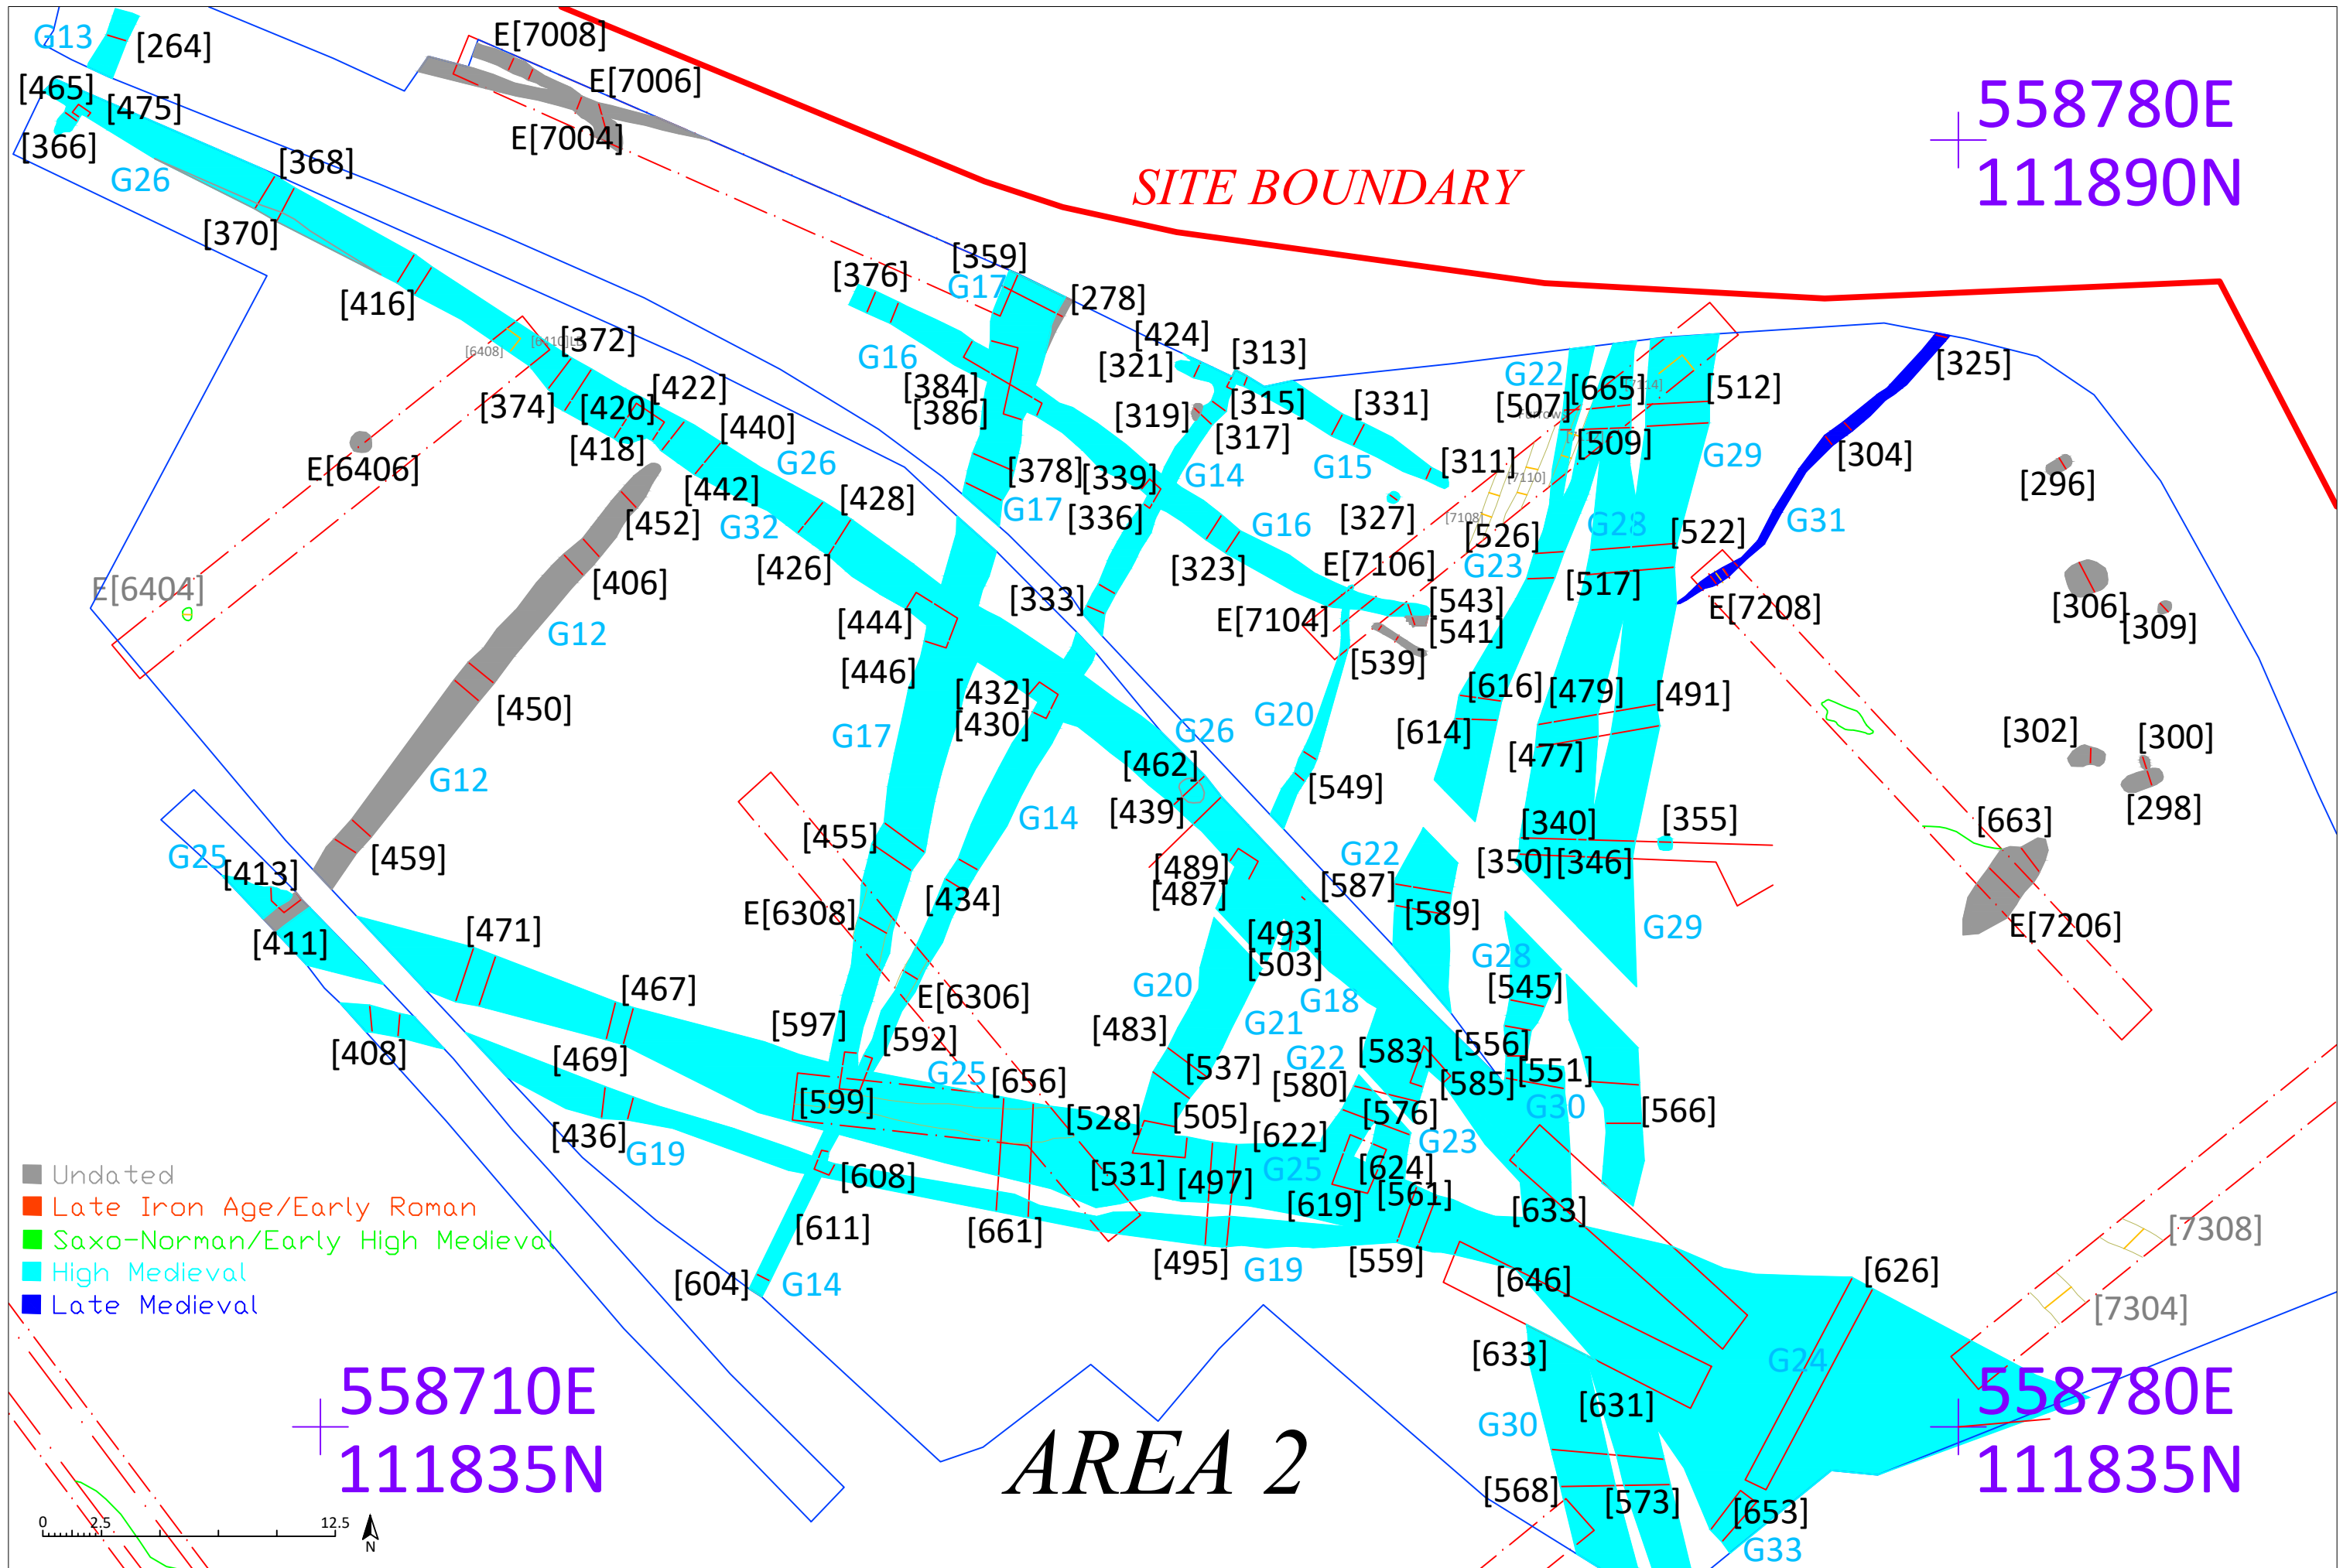 G13
[264]
E[7008]
[465]
[475]
E[7006]
558780E
111890N
[366]
E[7004]
G26
[368]
SITE BOUNDARY
[370]
[359]
[376]
G17
[278]
[416]
[424]
[6408]
[372]
G16
[321]
[313]
[325]
[374]
[420]
[422]
[384]
[386]
[319]
[315]
[331]
G22
[507]
[665]
[7114]
[512]
[418]
[440]
[317]
Furrow
[509]
G29
[304]
E[6406]
G26
[378]
[339]
G14
G15
[311]
[7110]
[296]
[442]
[452]
G32
[428]
G17
[336]
G16
[327]
[7108]
[526]
G28
[522]
G31
[426]
[406]
E[6404]
[323]
E[7106]
G23
[517]
[333]
[543]
E[7208]
[306]
[309]
G12
[444]
E[7104]
[541]
[446]
[539]
[450]
[432]
[430]
[616]
[479]
[491]
G17
G20
G26
[614]
[302]
[300]
[477]
G12
[462]
[549]
[439]
[298]
G14
[455]
[340]
[355]
[663]
G25
[413]
[459]
[489]
[487]
G22
[350]
[346]
[587]
[434]
E[6308]
[589]
G29
E[7206]
[411]
[471]
[493]
[503]
G28
[467]
E[6306]
G20
G18
[545]
[408]
[469]
[597]
[592]
[483]
G21
G22
[583]
[556]
[551]
G25
[656]
[537]
[580]
[585]
[599]
[528]
[505]
[576]
G30
[566]
[436]
G19
[622]
G23
[7308]
Undated
[608]
[531]
[497]
G25
[624]
Late Iron Age/Early Roman
[619]
[561]
[633]
[611]
[661]
Saxo-Norman/Early High Medieval
High Medieval
[604]
G14
[495]
G19
[559]
[646]
[626]
Late Medieval
[7304]
[633]
G24
558710E
111835N
[631]
558780E
111835N
G30
AREA 2
[568]
[573]
[653]
G33
0
2.5
12.5
N